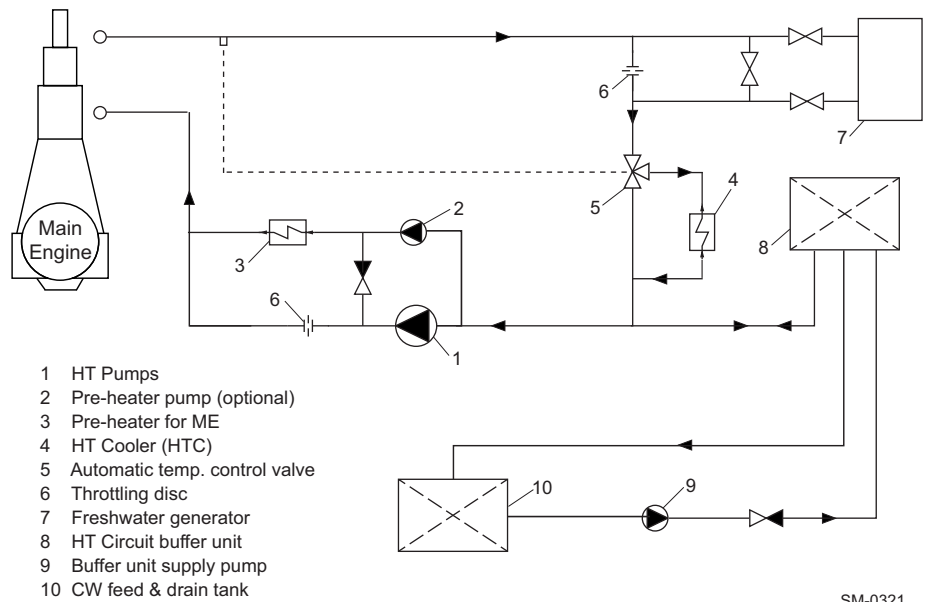 6
7
5
4
8
Main
Engine
2
3
6
1
10
9
1 HT Pumps
2 Pre-heater pump (optional)
3 Pre-heater for ME
4 HT Cooler (HTC)
5 Automatic temp. control valve
6 Throttling disc
7 Freshwater generator
8 HT Circuit buffer unit
9 Buffer unit supply pump
10 CW feed & drain tank
SM-0321